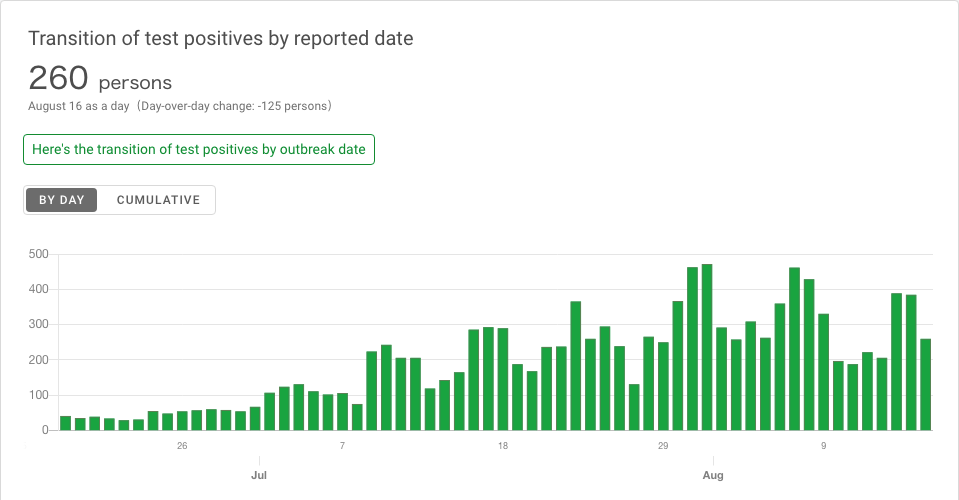 Transition of test positives by reported date
260 persons
August 16 as a day（Day-over-day change: -125 persons）
Here's the transition of test positives by outbreak date
BY DAY CUMULATIVE
500
400
300
200
100
0
26 7 18 29 9
Jul Aug